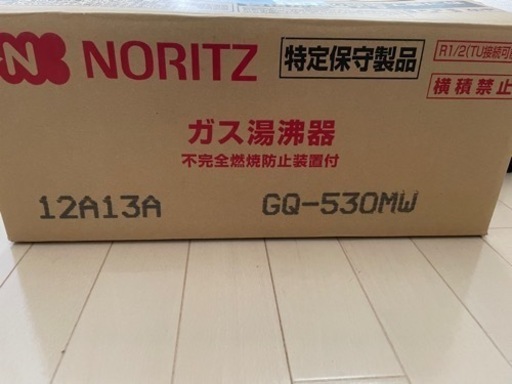 N NORITZ
特定保守製品
R1/2(TU接続可
横積禁止
ガス湯沸器
不完全燃焼防止装置付
12A13A GQ-530MW